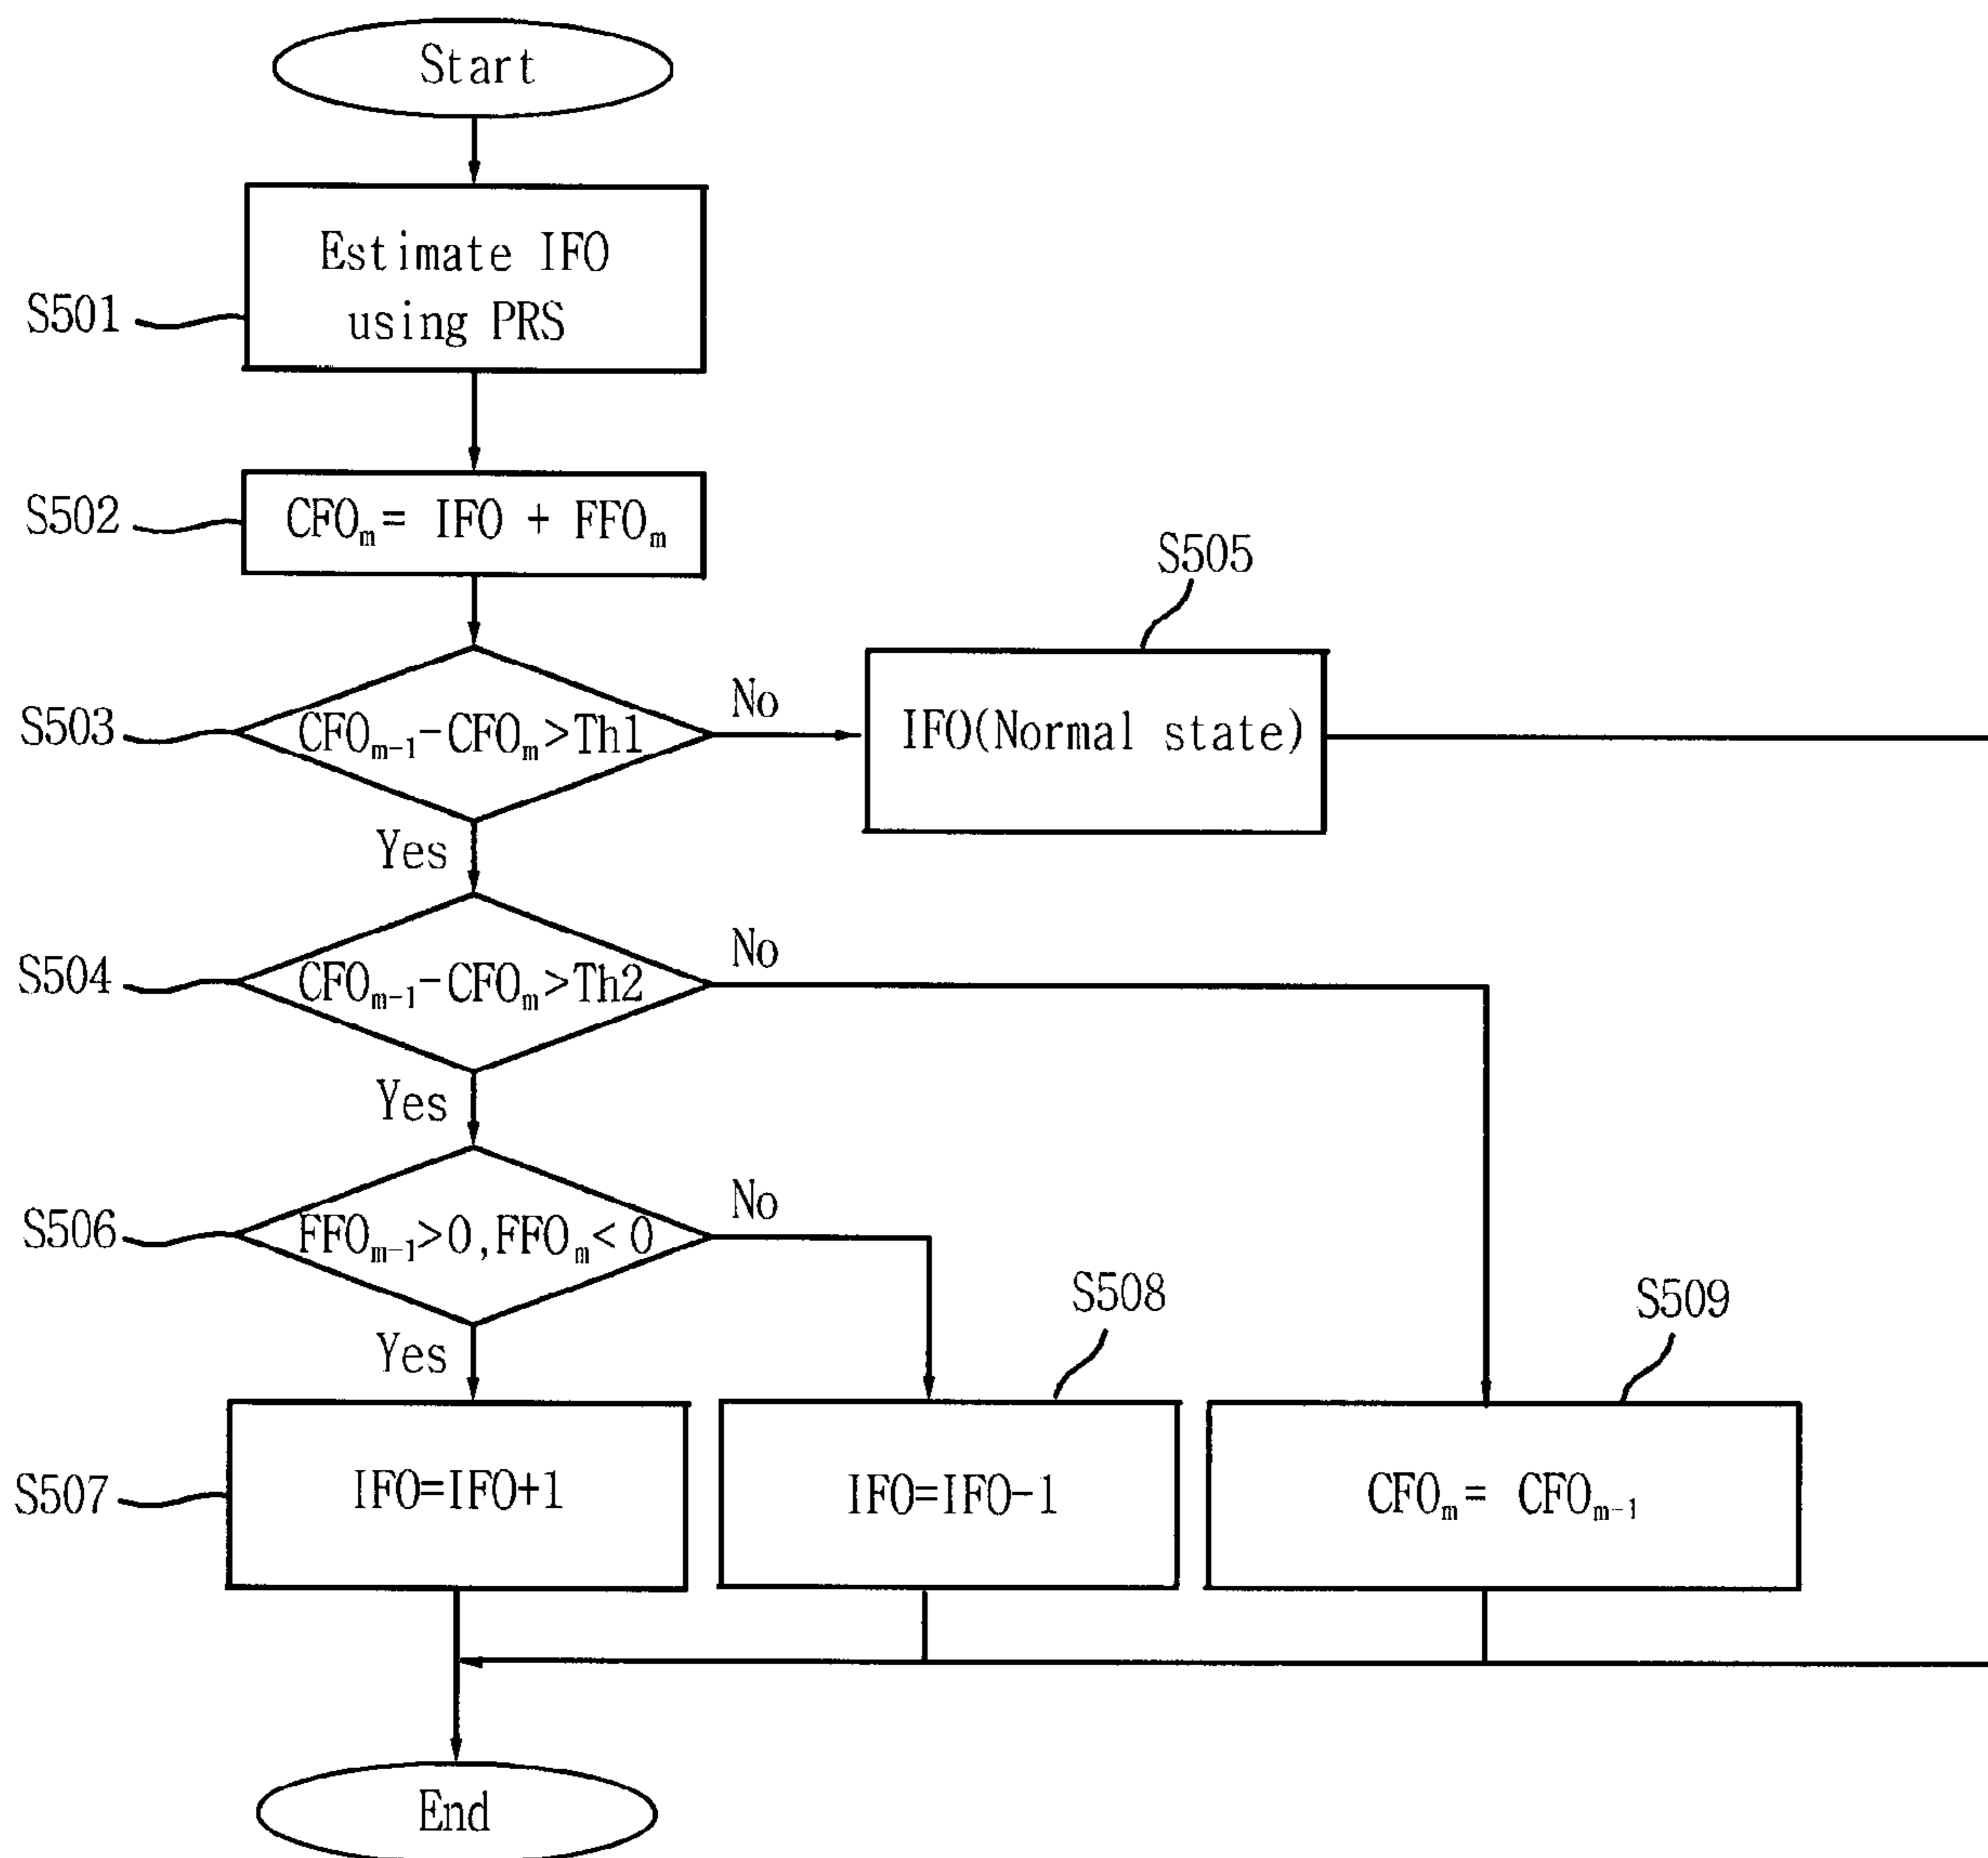 Start
Estimate IFO
using PRS
S501
S502
CFOₘ= IFO + FFOₘ
S505
S503
CFOₘ₋₁-CFOₘ>Th1
No
IFO(Normal state)
Yes
S504
CFOₘ₋₁-CFOₘ>Th2
No
Yes
S506
FFOₘ₋₁>0,FFOₘ<0
No
S508
S509
Yes
S507
IFO=IFO+1
IFO=IFO-1
CFOₘ= CFOₘ₋₁
End